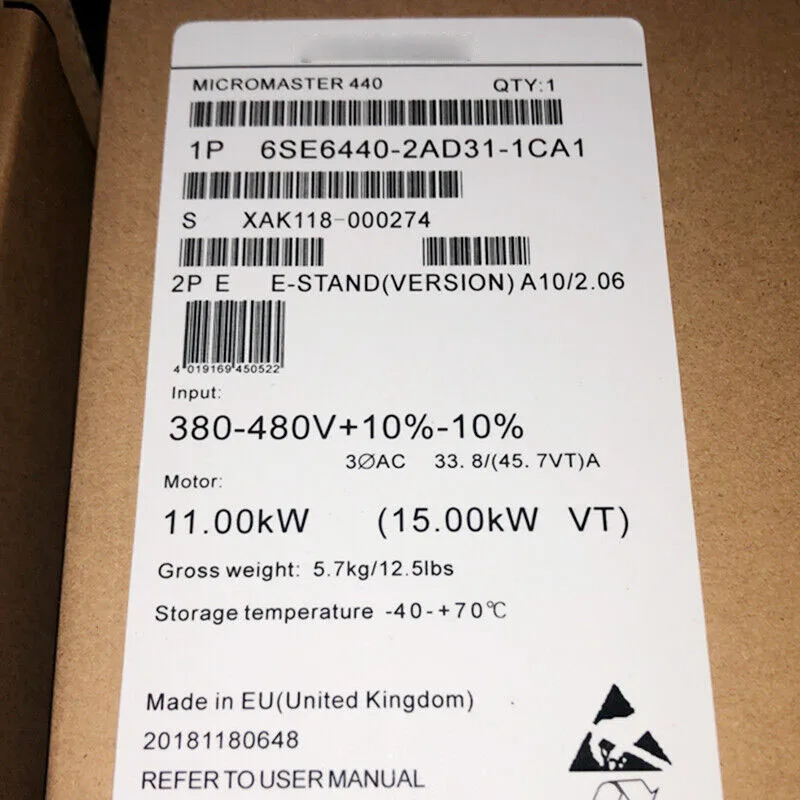 MICROMASTER 440 QTY:1
1P 6SE6440-2AD31-1CA1
S XAK118-000274
2P E E-STAND(VERSION) A10/2.06
4 019169 450522
Input:
380-480V+10%-10%
3∅AC 33.8/(45.7VT)A
Motor:
11.00kW (15.00kW VT)
Gross weight: 5.7kg/12.5lbs
Storage temperature -40-+70℃
Made in EU(United Kingdom)
20181180648
REFER TO USER MANUAL